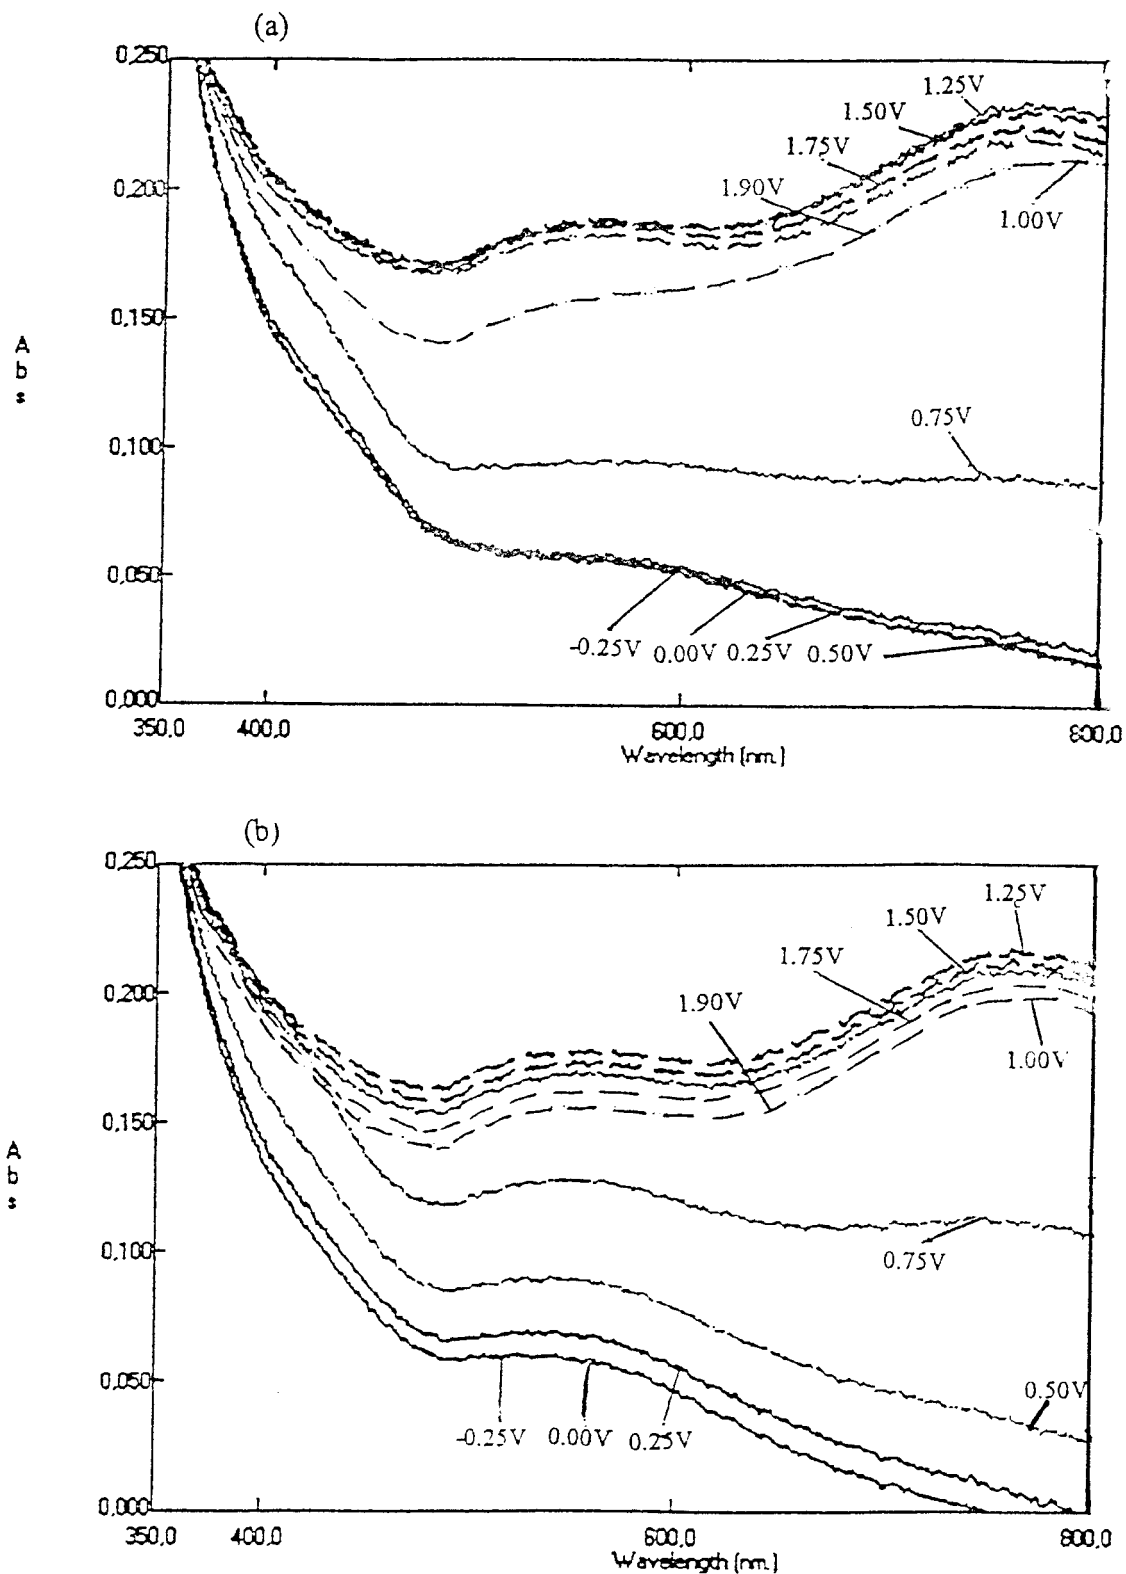 (a)
0,250
0,200
0,150
0,100
0,050
0,000
A
b
s
1.25V
1.50V
1.75V
1.90V
1.00V
0.75V
-0.25V 0.00V 0.25V 0.50V
350,0 400,0 600,0 800,0
Wavelength (nm.)
(b)
0,250
0,200
0,150
0,100
0,050
0,000
A
b
s
1.25V
1.50V
1.75V
1.90V
1.00V
0.75V
0.50V
-0.25V 0.00V 0.25V
350,0 400,0 600,0 800,0
Wavelength (nm.)